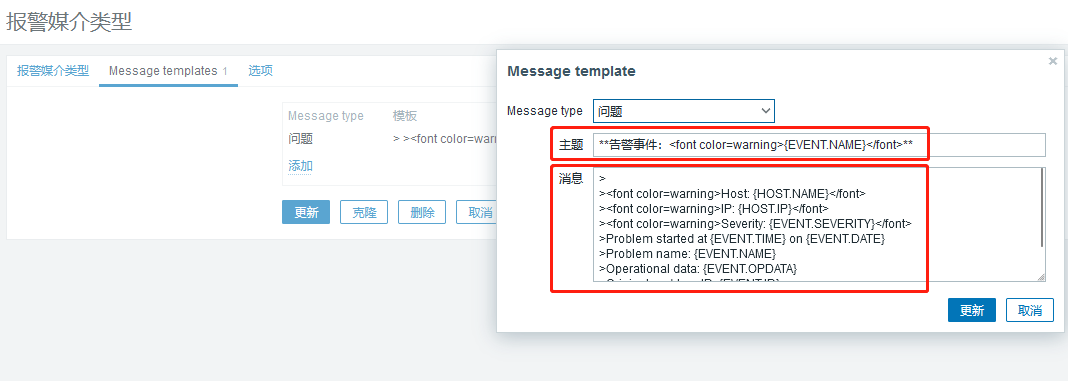 报警媒介类型
报警媒介类型 Message templates 1 选项
Message type 模板
问题 > ><font color=warn
添加
更新 克隆 删除 取消
Message template ×
Message type 问题
主题 **告警事件：<font color=warning>{EVENT.NAME}</font>**
消息 >
><font color=warning>Host: {HOST.NAME}</font>
><font color=warning>IP: {HOST.IP}</font>
><font color=warning>Severity: {EVENT.SEVERITY}</font>
>Problem started at {EVENT.TIME} on {EVENT.DATE}
>Problem name: {EVENT.NAME}
>Operational data: {EVENT.OPDATA}
更新 取消